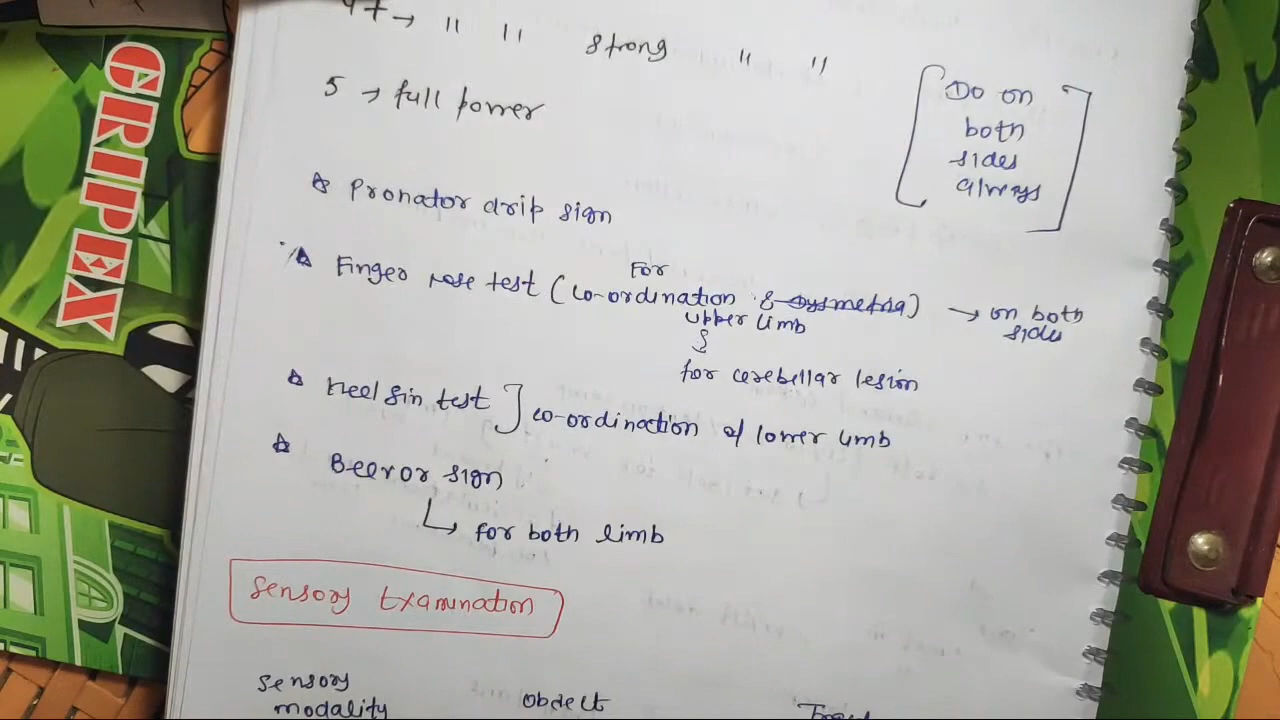 4+ → " " strong " "
5 → full power
Do on
both
sides
always
Pronator drip sign
Finger nose test (co-ordination & dysmetria) → on both sides
For
upper limb
&
for cerebellar lesion
Heel sin test ] co-ordination of lower limb
Beevor sign
↳ for both limb
Sensory Examination
Sensory
modality
Obdect
CRIPEX